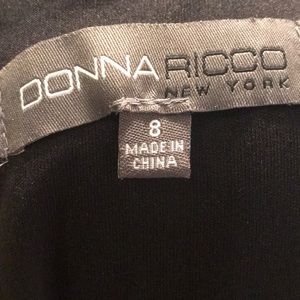 DONNA RICCO
NEW YORK
8
MADE IN
CHINA